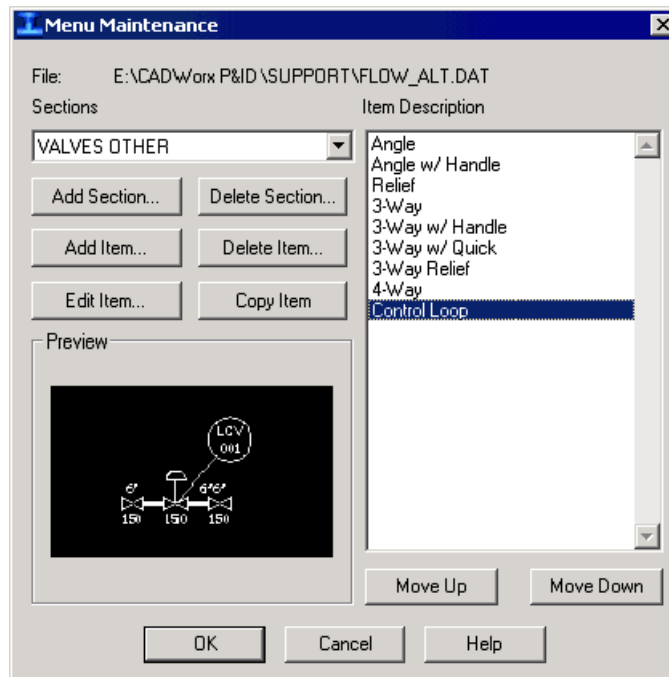 Menu Maintenance
File: E:\CADWorx P&ID\SUPPORT\FLOW_ALT.DAT
Sections
VALVES OTHER
Add Section... Delete Section...
Add Item... Delete Item...
Edit Item... Copy Item
Preview
LCV
001
6" 6"6"
150 150 150
Item Description
Angle
Angle w/ Handle
Relief
3-Way
3-Way w/ Handle
3-Way w/ Quick
3-Way Relief
4-Way
Control Loop
Move Up Move Down
OK Cancel Help